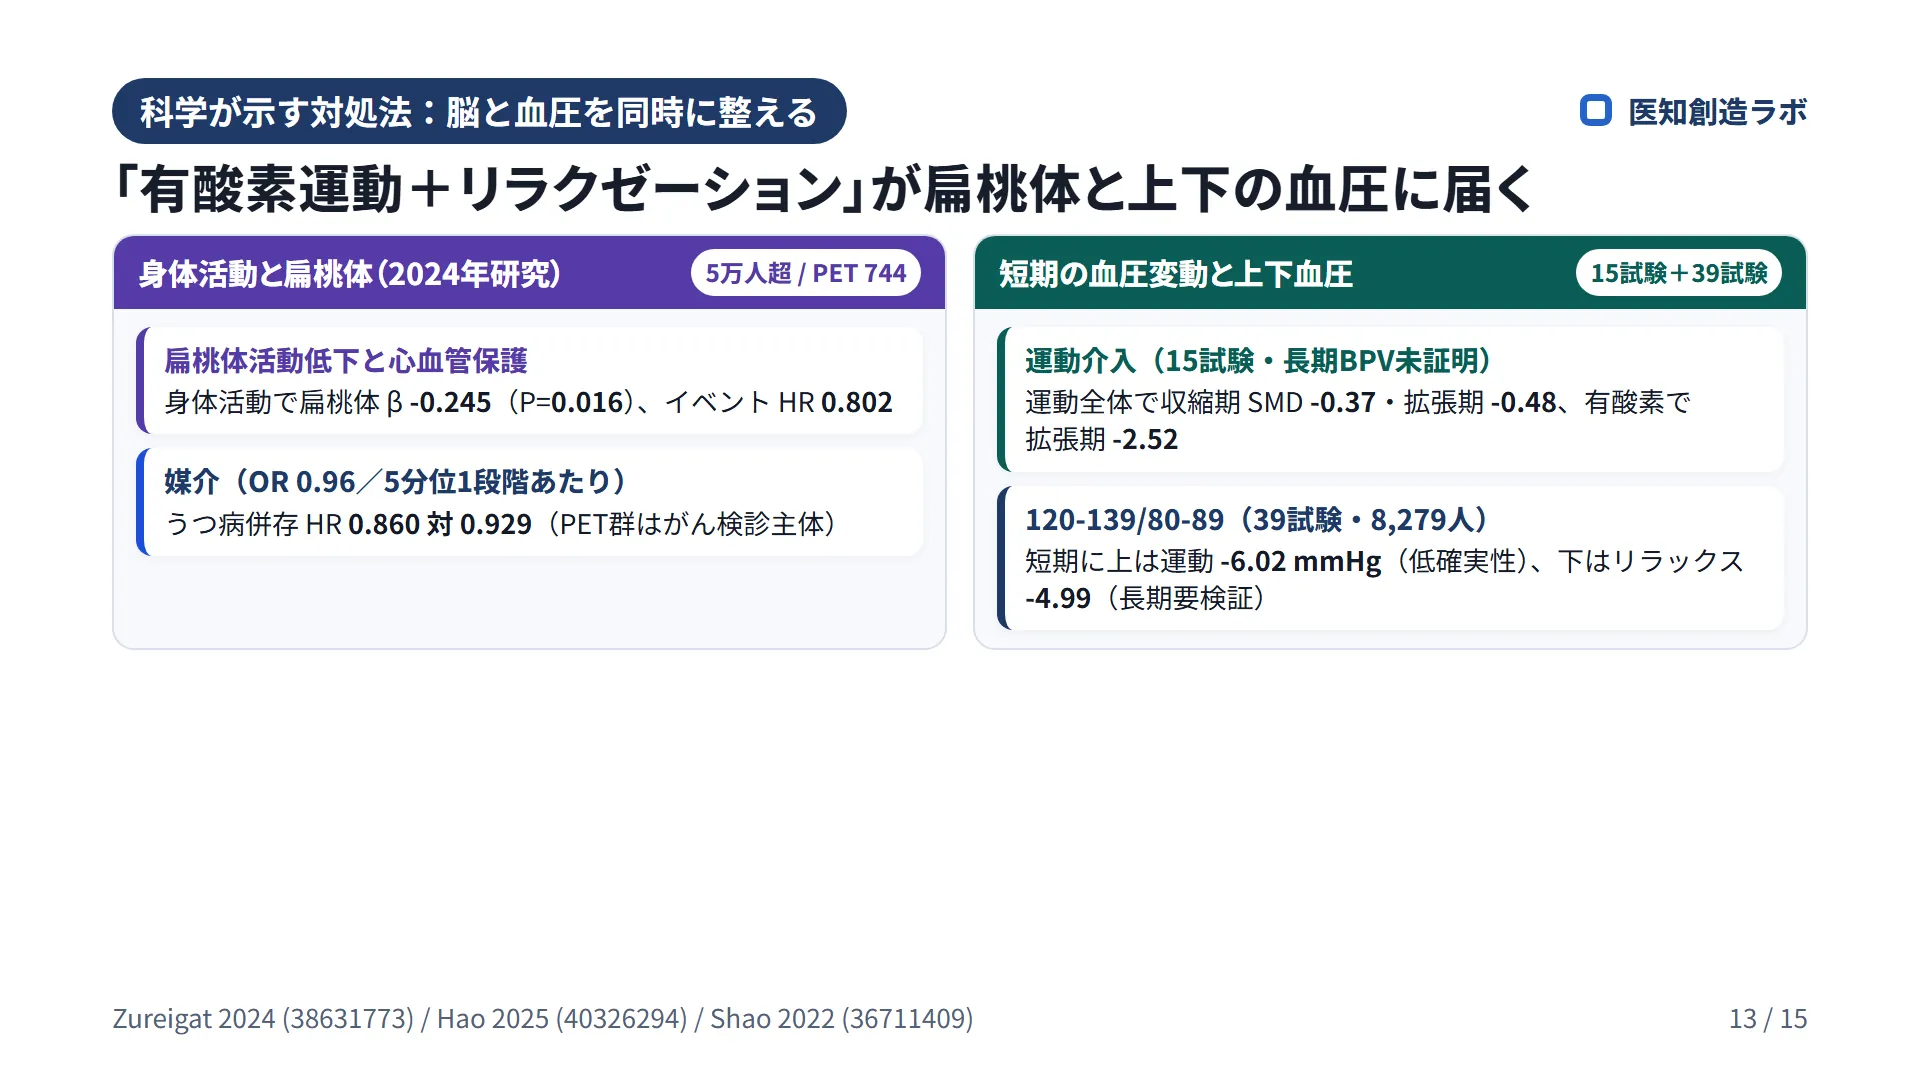 科学が示す対処法：脳と血圧を同時に整える
医知創造ラボ
「有酸素運動＋リラクゼーション」が扁桃体と上下の血圧に届く
身体活動と扁桃体（2024年研究）
5万人超 / PET 744
扁桃体活動低下と心血管保護
身体活動で扁桃体 β -0.245（P=0.016）、イベント HR 0.802
媒介（OR 0.96／5分位1段階あたり）
うつ病併存 HR 0.860 対 0.929（PET群はがん検診主体）
短期の血圧変動と上下血圧
15試験＋39試験
運動介入（15試験・長期BPV未証明）
運動全体で収縮期 SMD -0.37・拡張期 -0.48、有酸素で
拡張期 -2.52
120-139/80-89（39試験・8,279人）
短期に上は運動 -6.02 mmHg（低確実性）、下はリラックス
-4.99（長期要検証）
Zureigat 2024 (38631773) / Hao 2025 (40326294) / Shao 2022 (36711409)
13 / 15